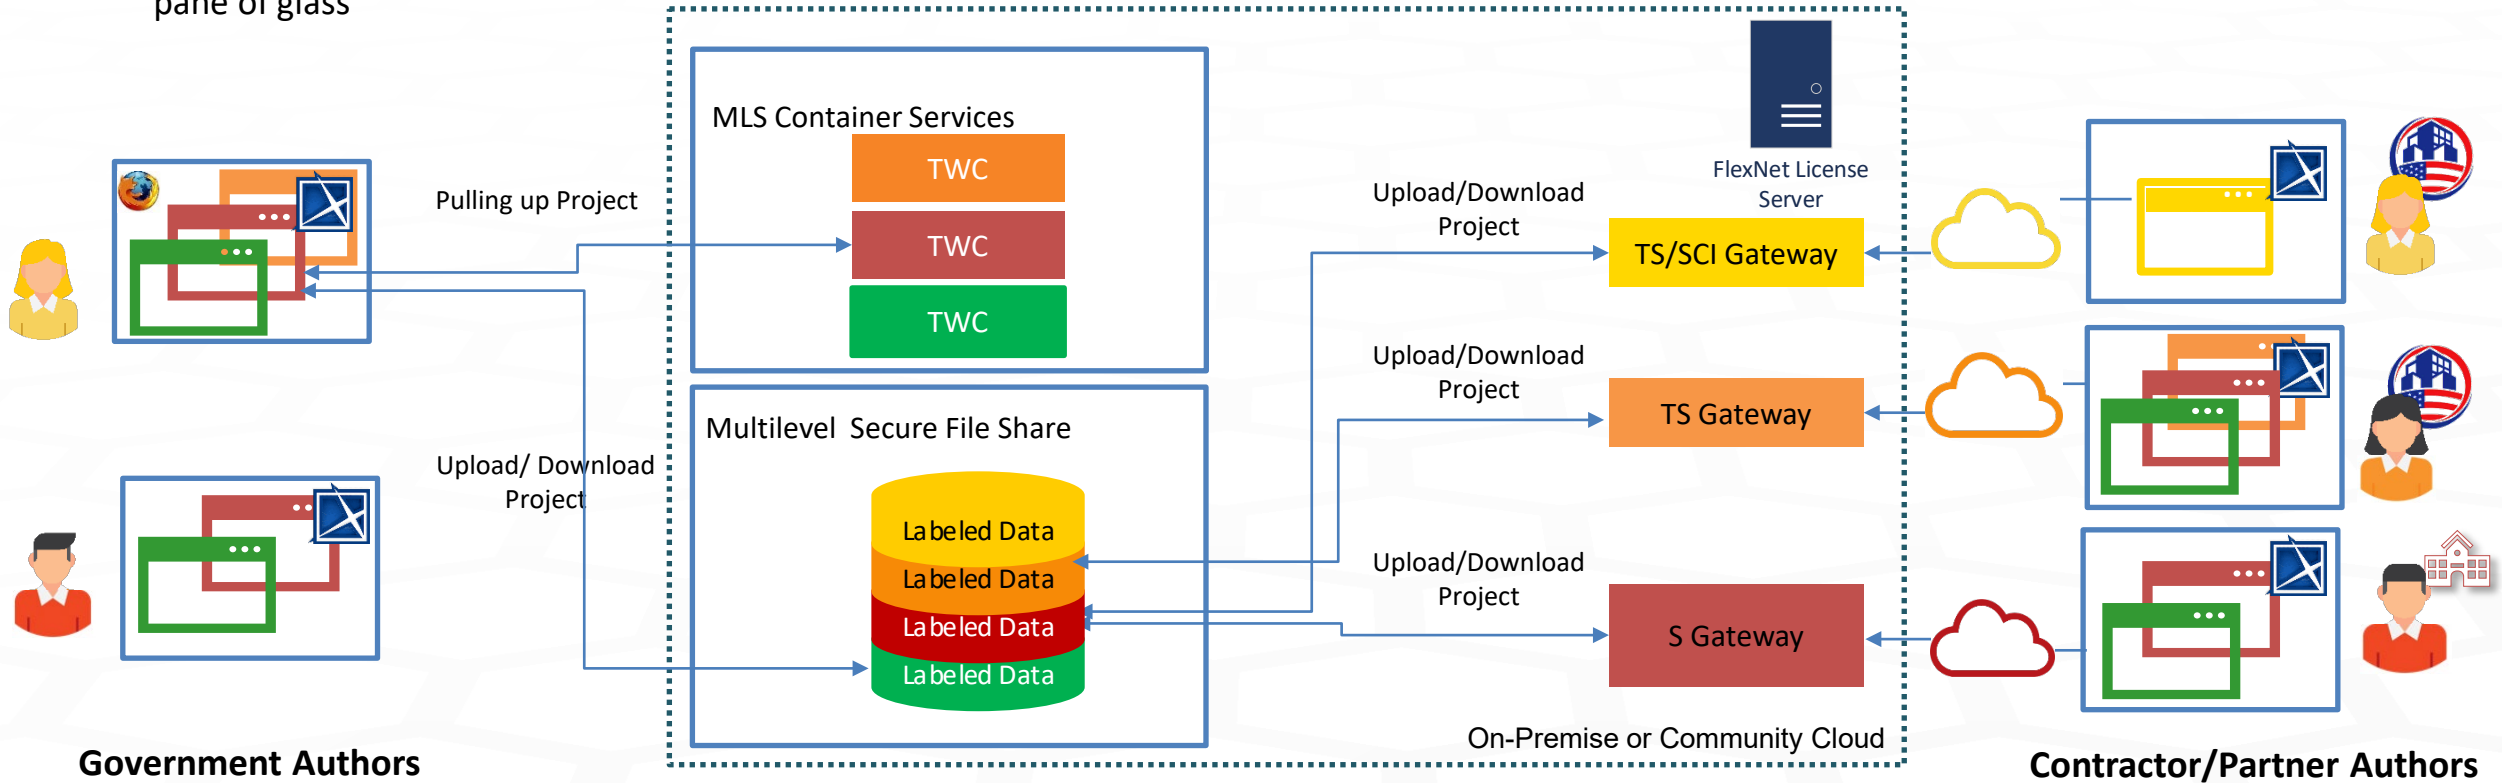 pane of glass
MLS Container Services
TWC
TWC
TWC
Pulling up Project
Upload/ Download
Project
Multilevel  Secure File Share
Labeled Data
Labeled Data
Labeled Data
Labeled Data
Upload/Download
Project
Upload/Download
Project
Upload/Download
Project
FlexNet License
Server
TS/SCI Gateway
TS Gateway
S Gateway
On-Premise or Community Cloud
Government Authors
Contractor/Partner Authors